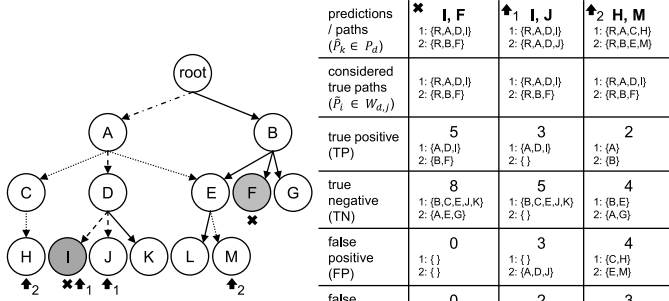 root
A
B
C
D
E
F
G
H
I
J
K
L
M
2
1
1
2
predictions / paths (P̂k ∈ Pd)
I, F
1: {R,A,D,I}
2: {R,B,F}
1 I, J
1: {R,A,D,I}
2: {R,A,D,J}
2 H, M
1: {R,A,C,H}
2: {R,B,E,M}
considered true paths (P̃i ∈ Wd,j)
1: {R,A,D,I}
2: {R,B,F}
1: {R,A,D,I}
2: {R,B,F}
1: {R,A,D,I}
2: {R,B,F}
true positive (TP)
5
1: {A,D,I}
2: {B,F}
3
1: {A,D,I}
2: { }
2
1: {A}
2: {B}
true negative (TN)
8
1: {B,C,E,J,K}
2: {A,E,G}
5
1: {B,C,E,J,K}
2: { }
4
1: {B,E}
2: {A,G}
false positive (FP)
0
1: { }
2: { }
3
1: { }
2: {A,D,J}
4
1: {C,H}
2: {E,M}
false
0
2
3